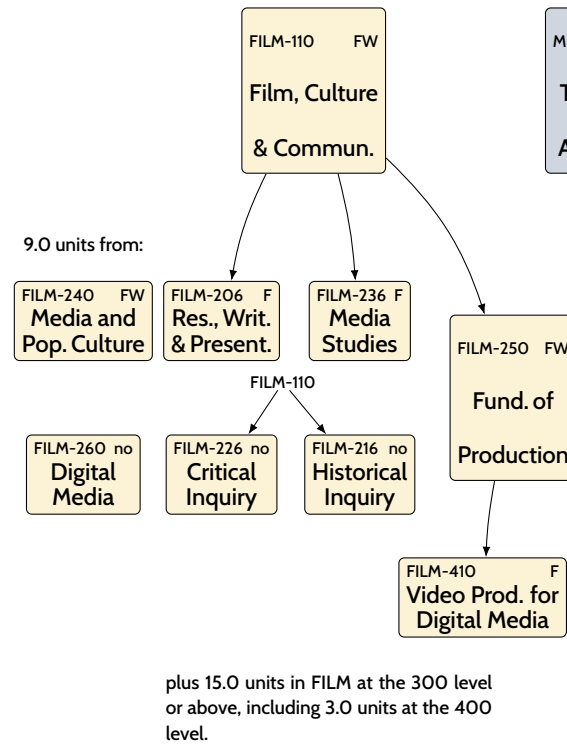 FILM-110 FW
Film, Culture
& Commun.
M
T
A
9.0 units from:
FILM-240 FW
Media and
Pop. Culture
FILM-206 F
Res., Writ.
& Present.
FILM-236 F
Media
Studies
FILM-250 FW
Fund. of
Production
FILM-110
FILM-260 no
Digital
Media
FILM-226 no
Critical
Inquiry
FILM-216 no
Historical
Inquiry
FILM-410 F
Video Prod. for
Digital Media
plus 15.0 units in FILM at the 300 level
or above, including 3.0 units at the 400
level.